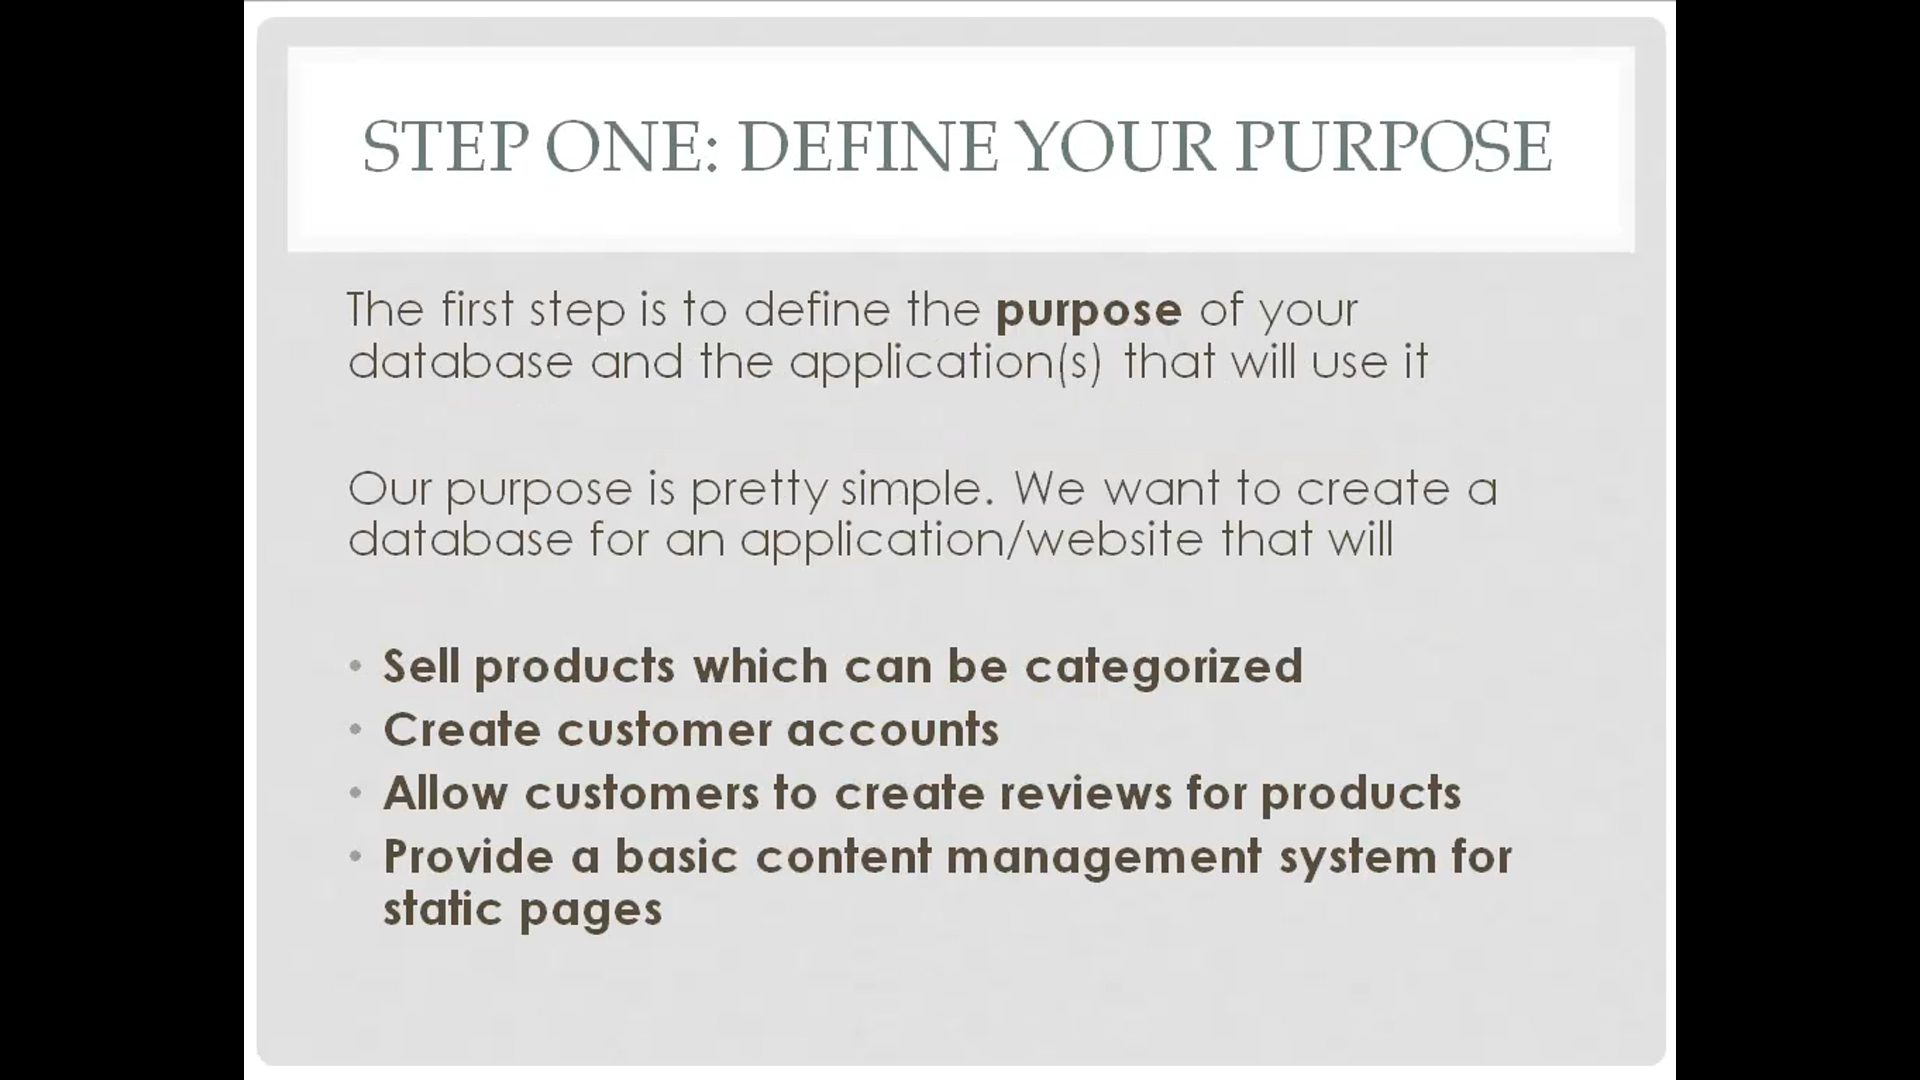 STEP ONE: DEFINE YOUR PURPOSE
The first step is to define the purpose of your
database and the application(s) that will use it
Our purpose is pretty simple. We want to create a
database for an application/website that will
• Sell products which can be categorized
• Create customer accounts
• Allow customers to create reviews for products
• Provide a basic content management system for
static pages